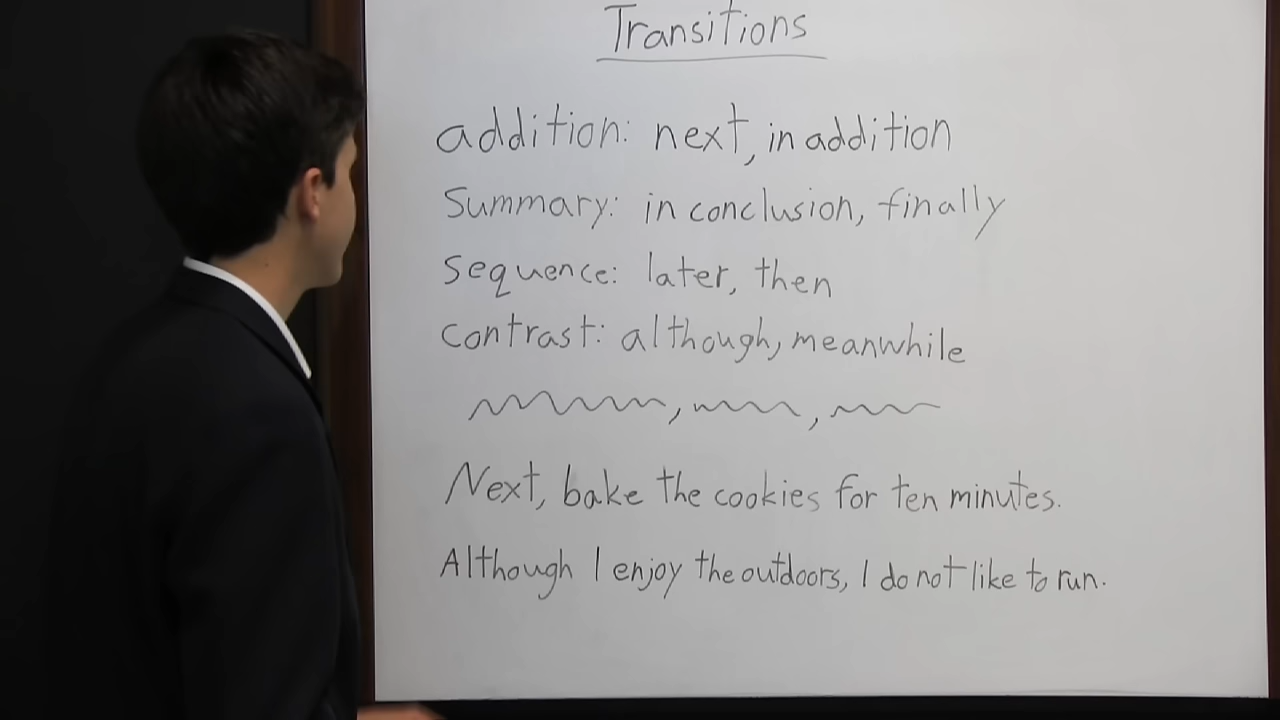 Transitions
addition: next, in addition
Summary: in conclusion, finally
sequence: later, then
contrast: although, meanwhile
Next, bake the cookies for ten minutes.
Although I enjoy the outdoors, I do not like to run.